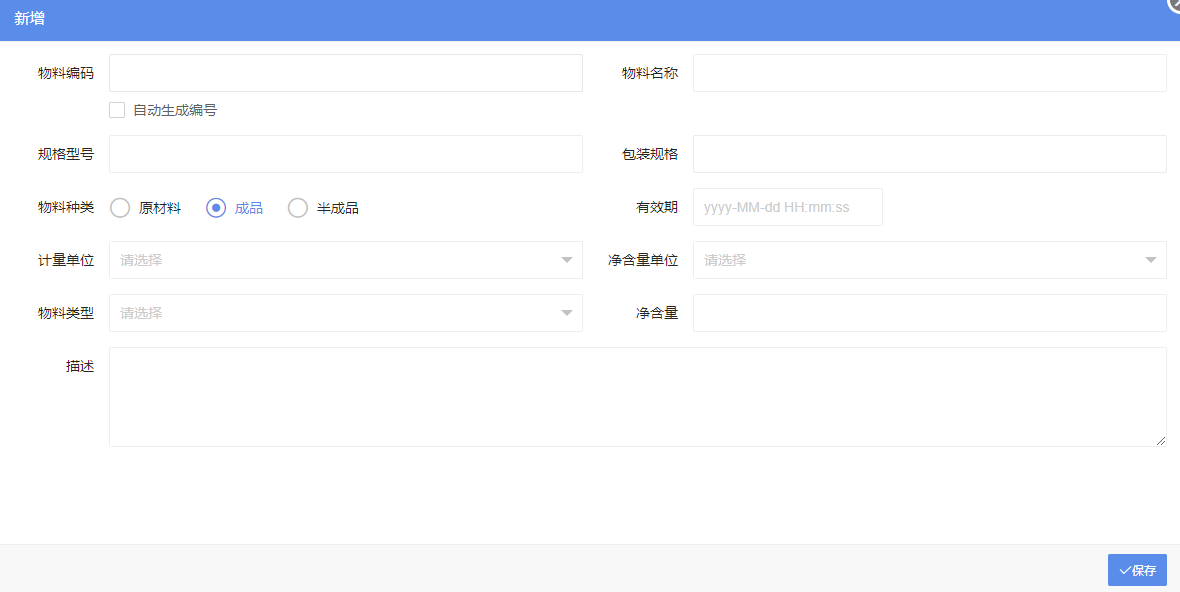 新增
物料编码
物料名称
自动生成编号
规格型号
包装规格
物料种类 原材料 成品 半成品
有效期 yyyy-MM-dd HH:mm:ss
计量单位 请选择
净含量单位 请选择
物料类型 请选择
净含量
描述
保存